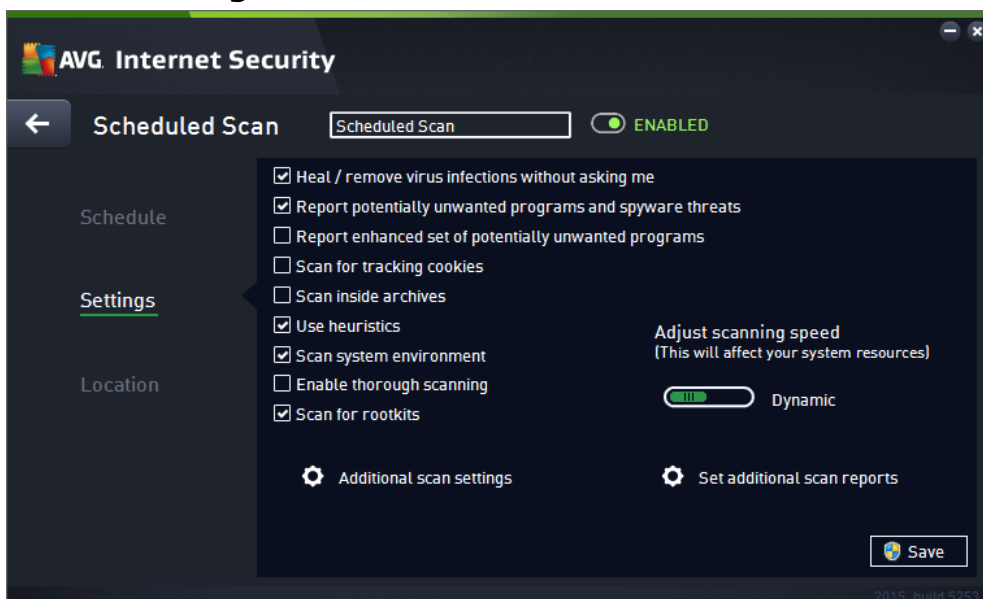 AVG. Internet Security
Scheduled Scan
Scheduled Scan
ENABLED
Schedule
Settings
Location
Heal / remove virus infections without asking me
Report potentially unwanted programs and spyware threats
Report enhanced set of potentially unwanted programs
Scan for tracking cookies
Scan inside archives
Use heuristics
Scan system environment
Enable thorough scanning
Scan for rootkits
Adjust scanning speed
(This will affect your system resources)
Dynamic
Additional scan settings
Set additional scan reports
Save
2015, build 5253